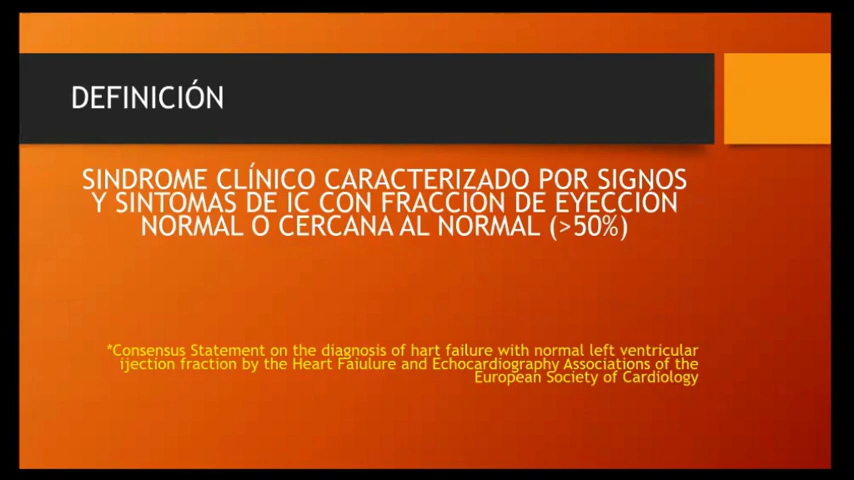 DEFINICIÓN
SINDROME CLÍNICO CARACTERIZADO POR SIGNOS
Y SINTOMAS DE IC CON FRACCIÓN DE EYECCIÓN
NORMAL O CERCANA AL NORMAL (>50%)
*Consensus Statement on the diagnosis of hart failure with normal left ventricular
ijection fraction by the Heart Faiulure and Echocardiography Associations of the
European Society of Cardiology